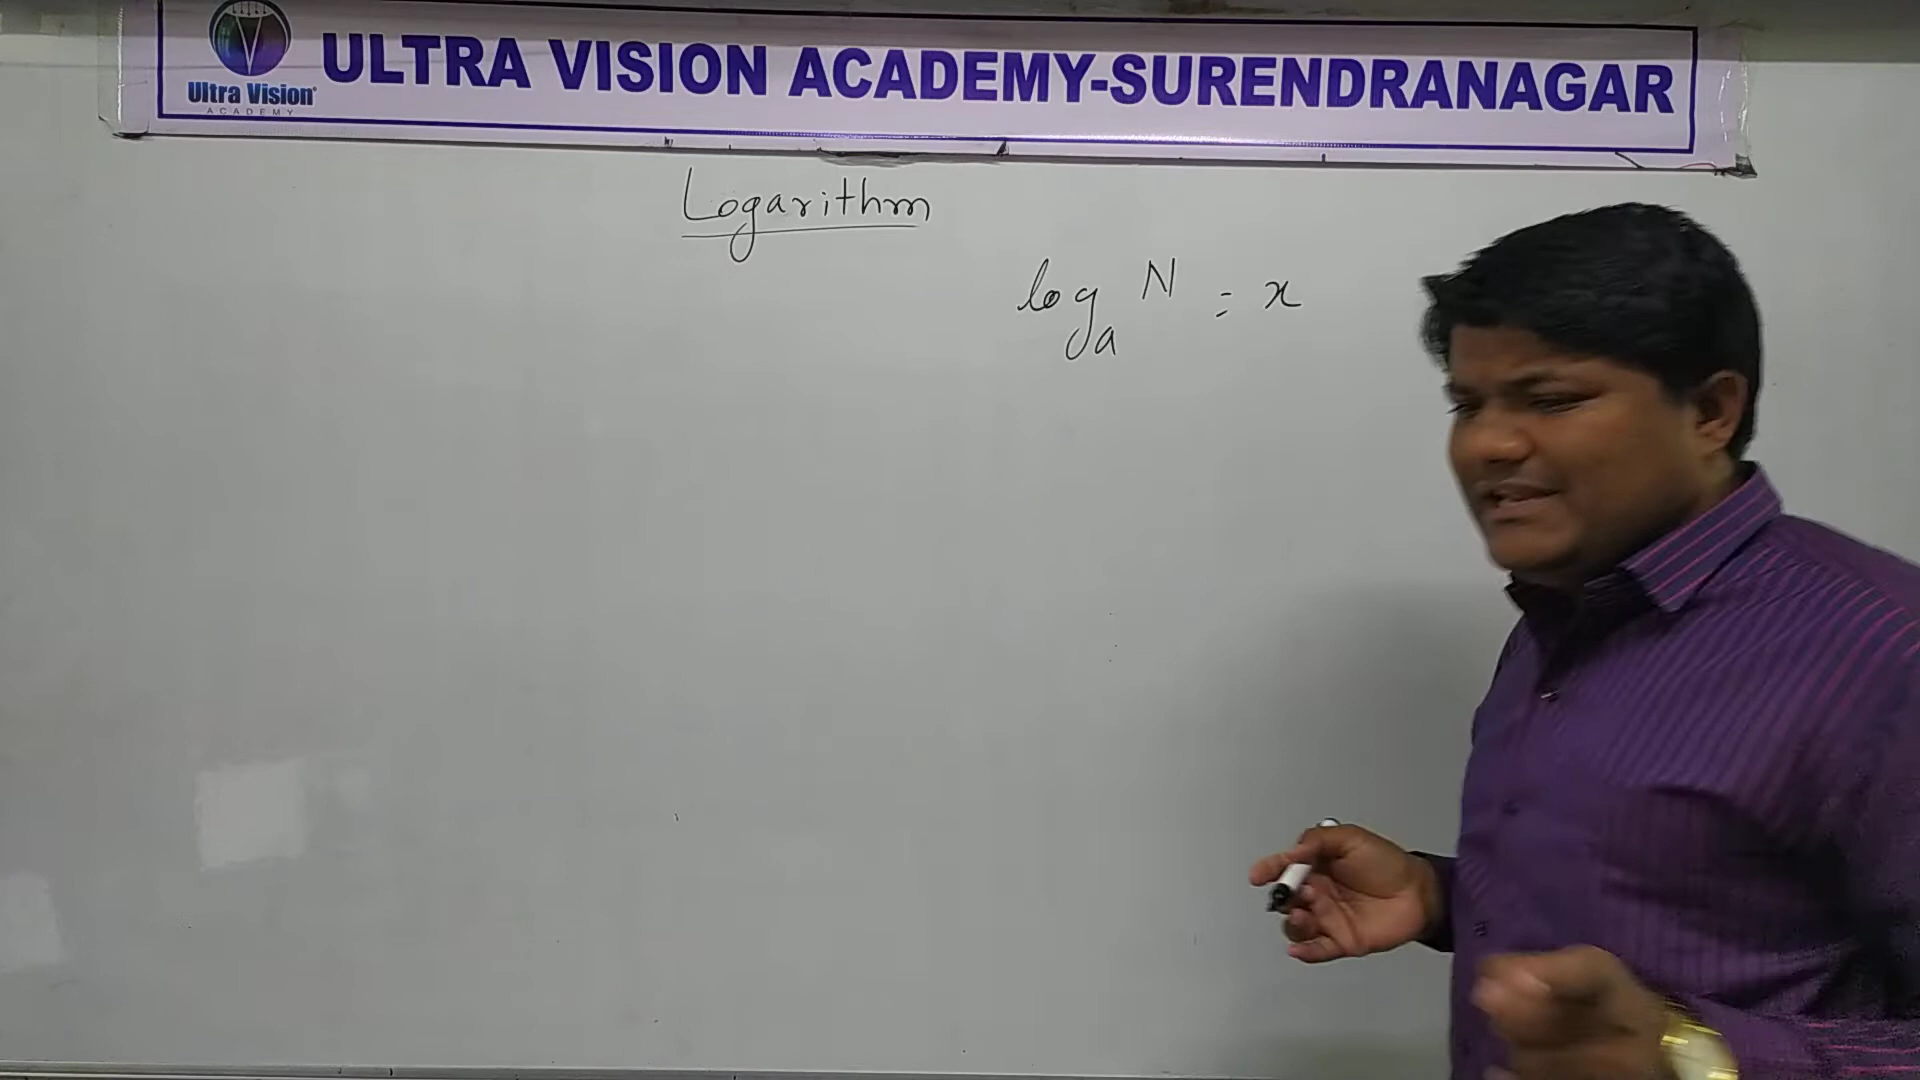 ULTRA VISION ACADEMY-SURENDRANAGAR
Ultra Vision
ACADEMY
Logarithm
log_a N = x